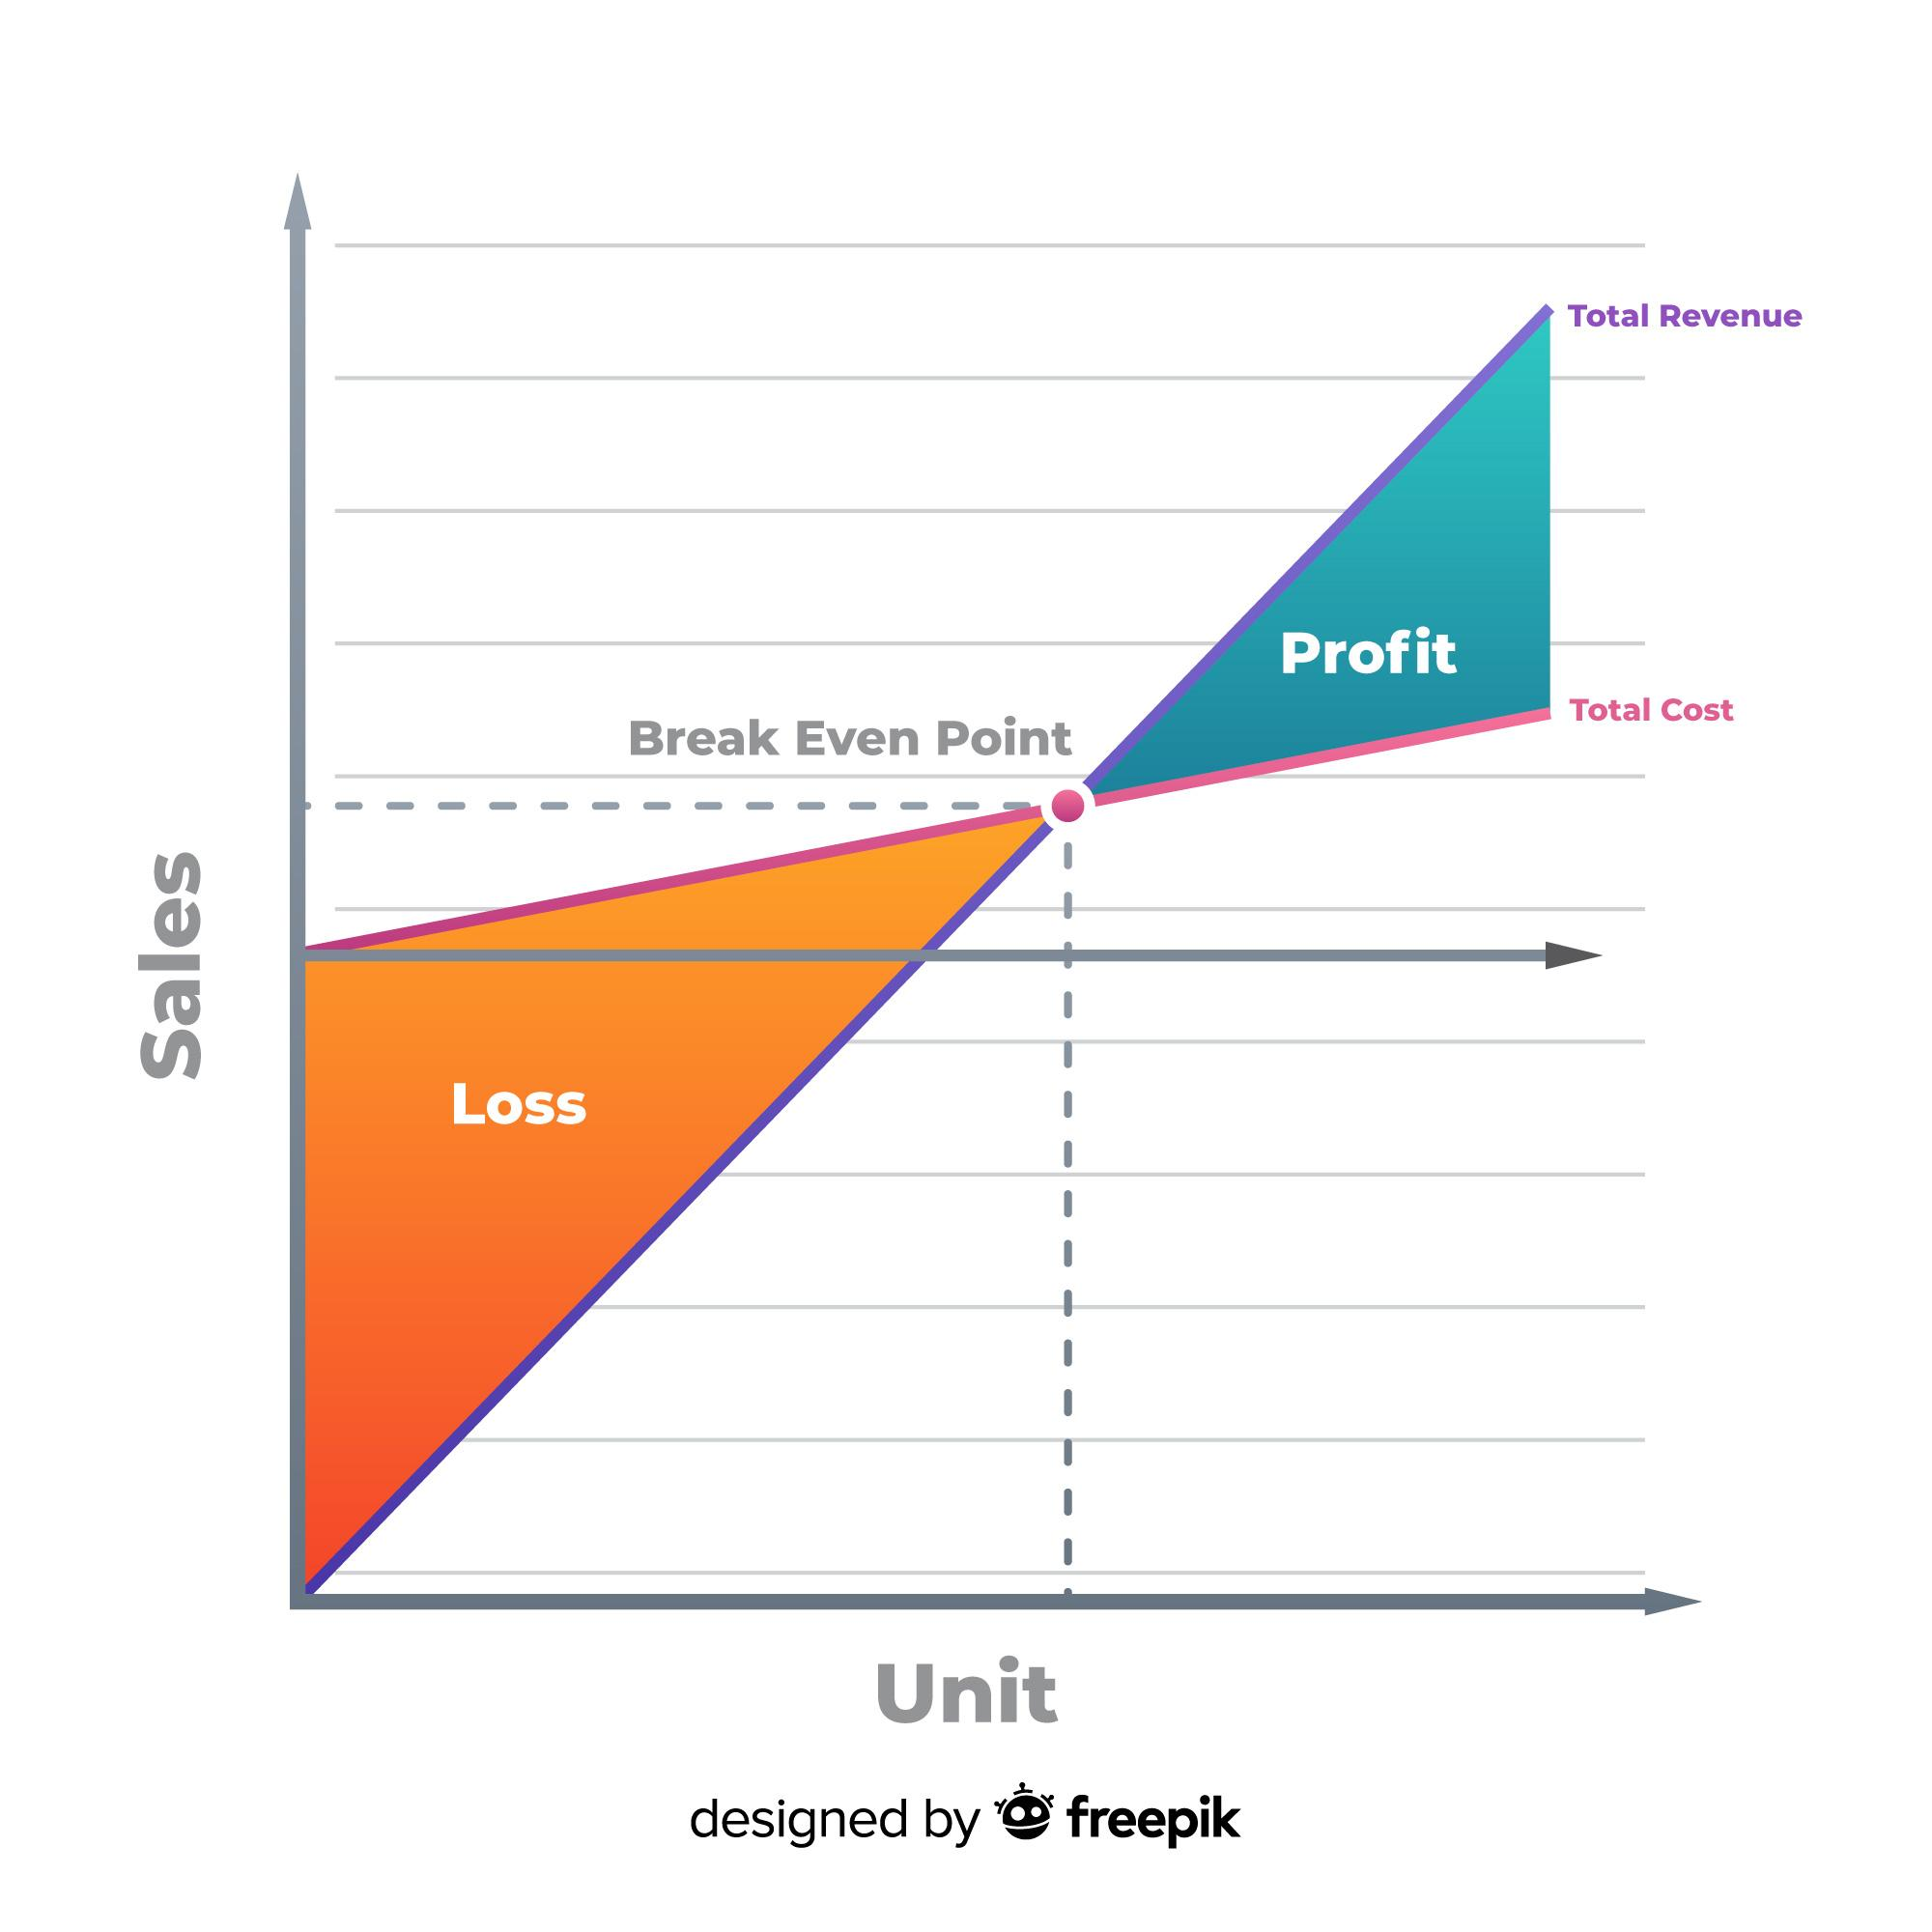 Total Revenue
Profit
Total Cost
Break Even Point
Sales
Loss
Unit
designed by freepik